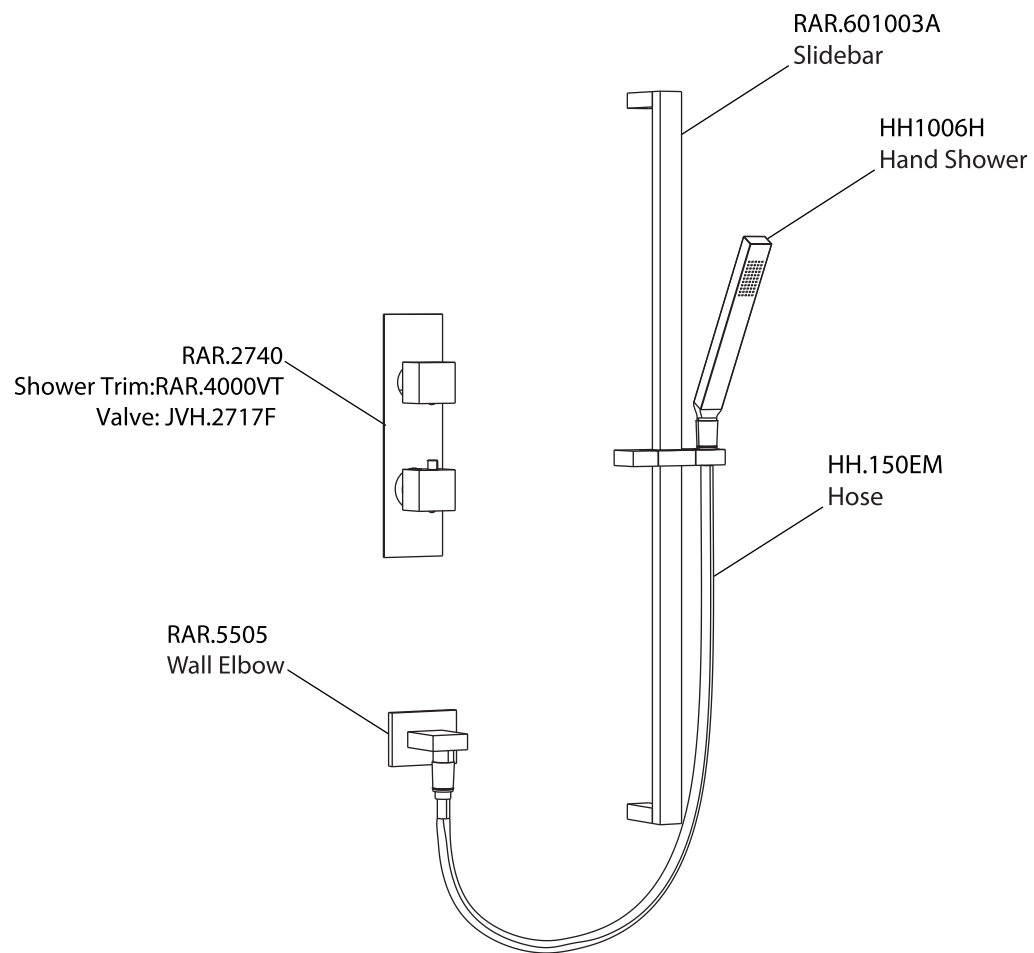 RAR.601003A
Slidebar
HH1006H
Hand Shower
RAR.2740
Shower Trim:RAR.4000VT
Valve: JVH.2717F
HH.150EM
Hose
RAR.5505
Wall Elbow